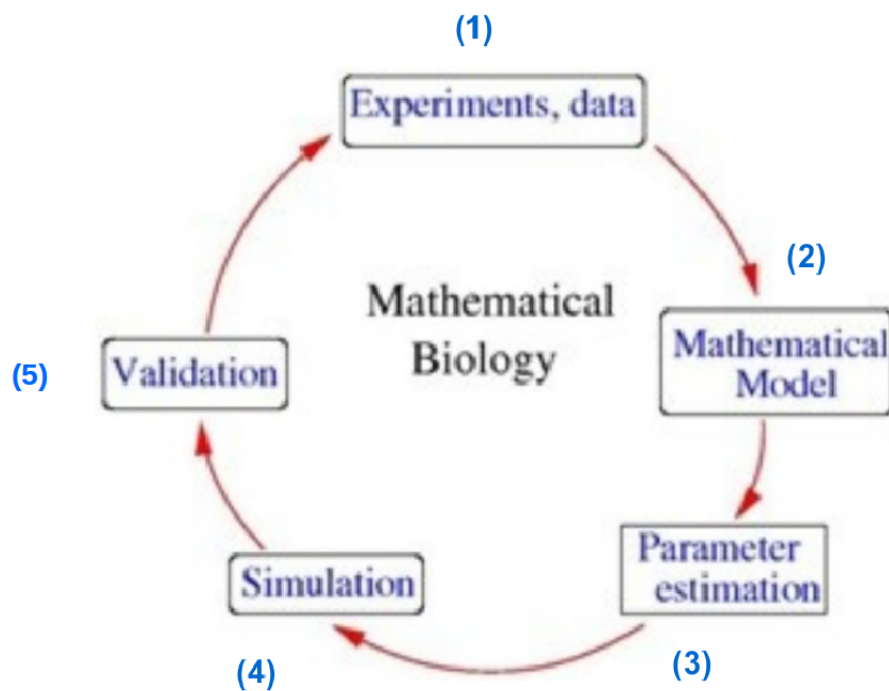 (1)
Experiments, data
(2)
Mathematical
Biology
Mathematical
Model
(5)
Validation
Parameter
estimation
Simulation
(3)
(4)